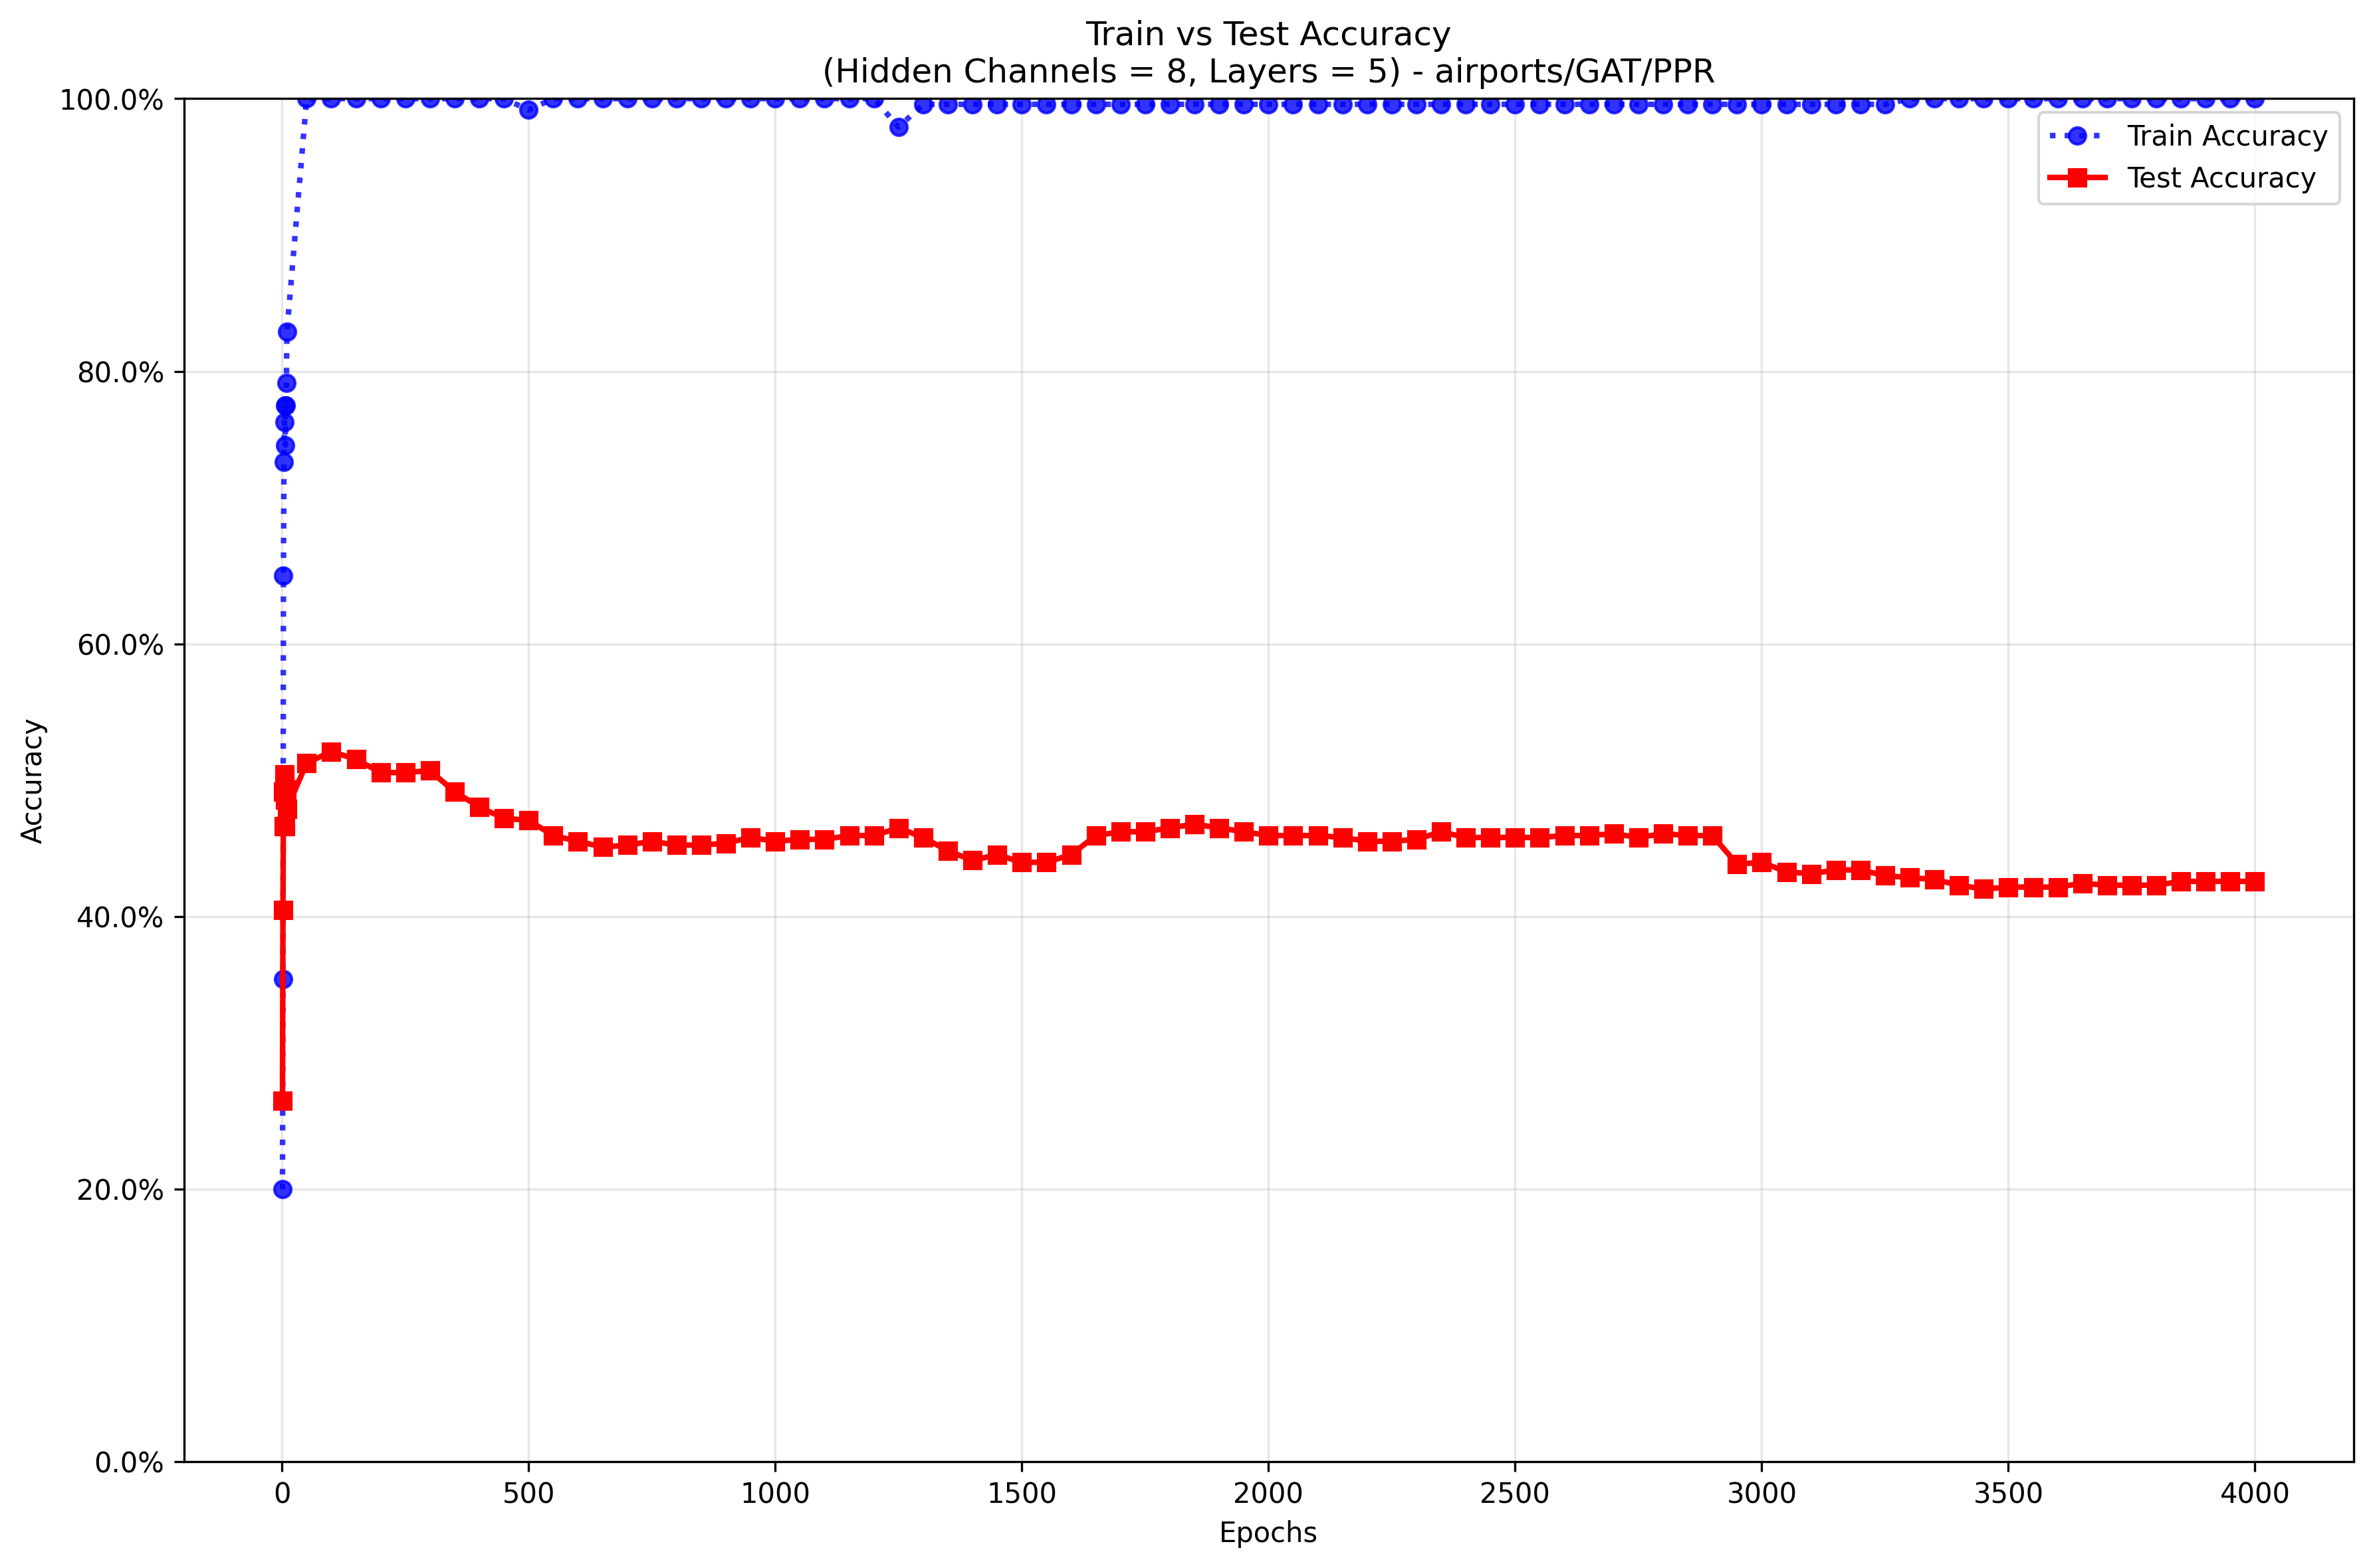 Train vs Test Accuracy
(Hidden Channels = 8, Layers = 5) - airports/GAT/PPR
100.0%
80.0%
60.0%
40.0%
20.0%
0.0%
Accuracy
Train Accuracy
Test Accuracy
0 500 1000 1500 2000 2500 3000 3500 4000
Epochs